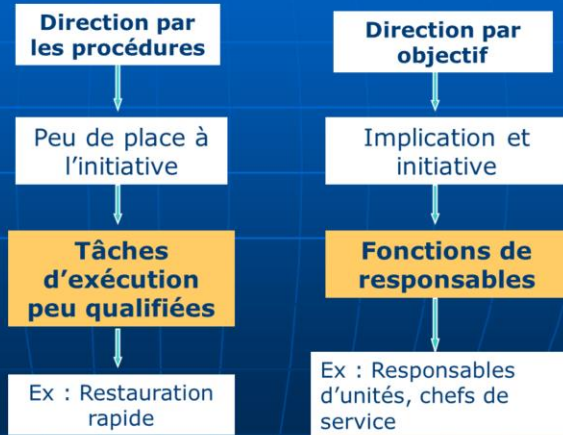 Direction par
les procédures
Peu de place à
l’initiative
Tâches
d’exécution
peu qualifiées
Ex : Restauration
rapide
Direction par
objectif
Implication et
initiative
Fonctions de
responsables
Ex : Responsables
d’unités, chefs de
service